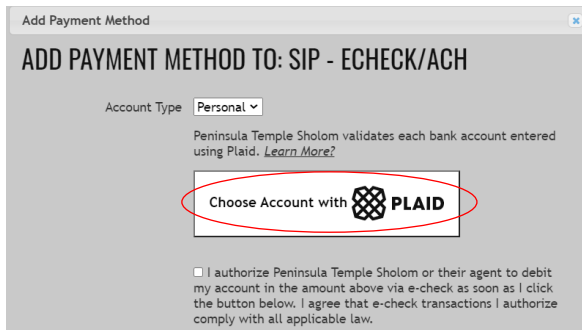 Add Payment Method
ADD PAYMENT METHOD TO: SIP - ECHECK/ACH
Account Type Personal
Peninsula Temple Sholom validates each bank account entered
using Plaid. Learn More?
Choose Account with PLAID
I authorize Peninsula Temple Sholom or their agent to debit
my account in the amount above via e-check as soon as I click
the button below. I agree that e-check transactions I authorize
comply with all applicable law.